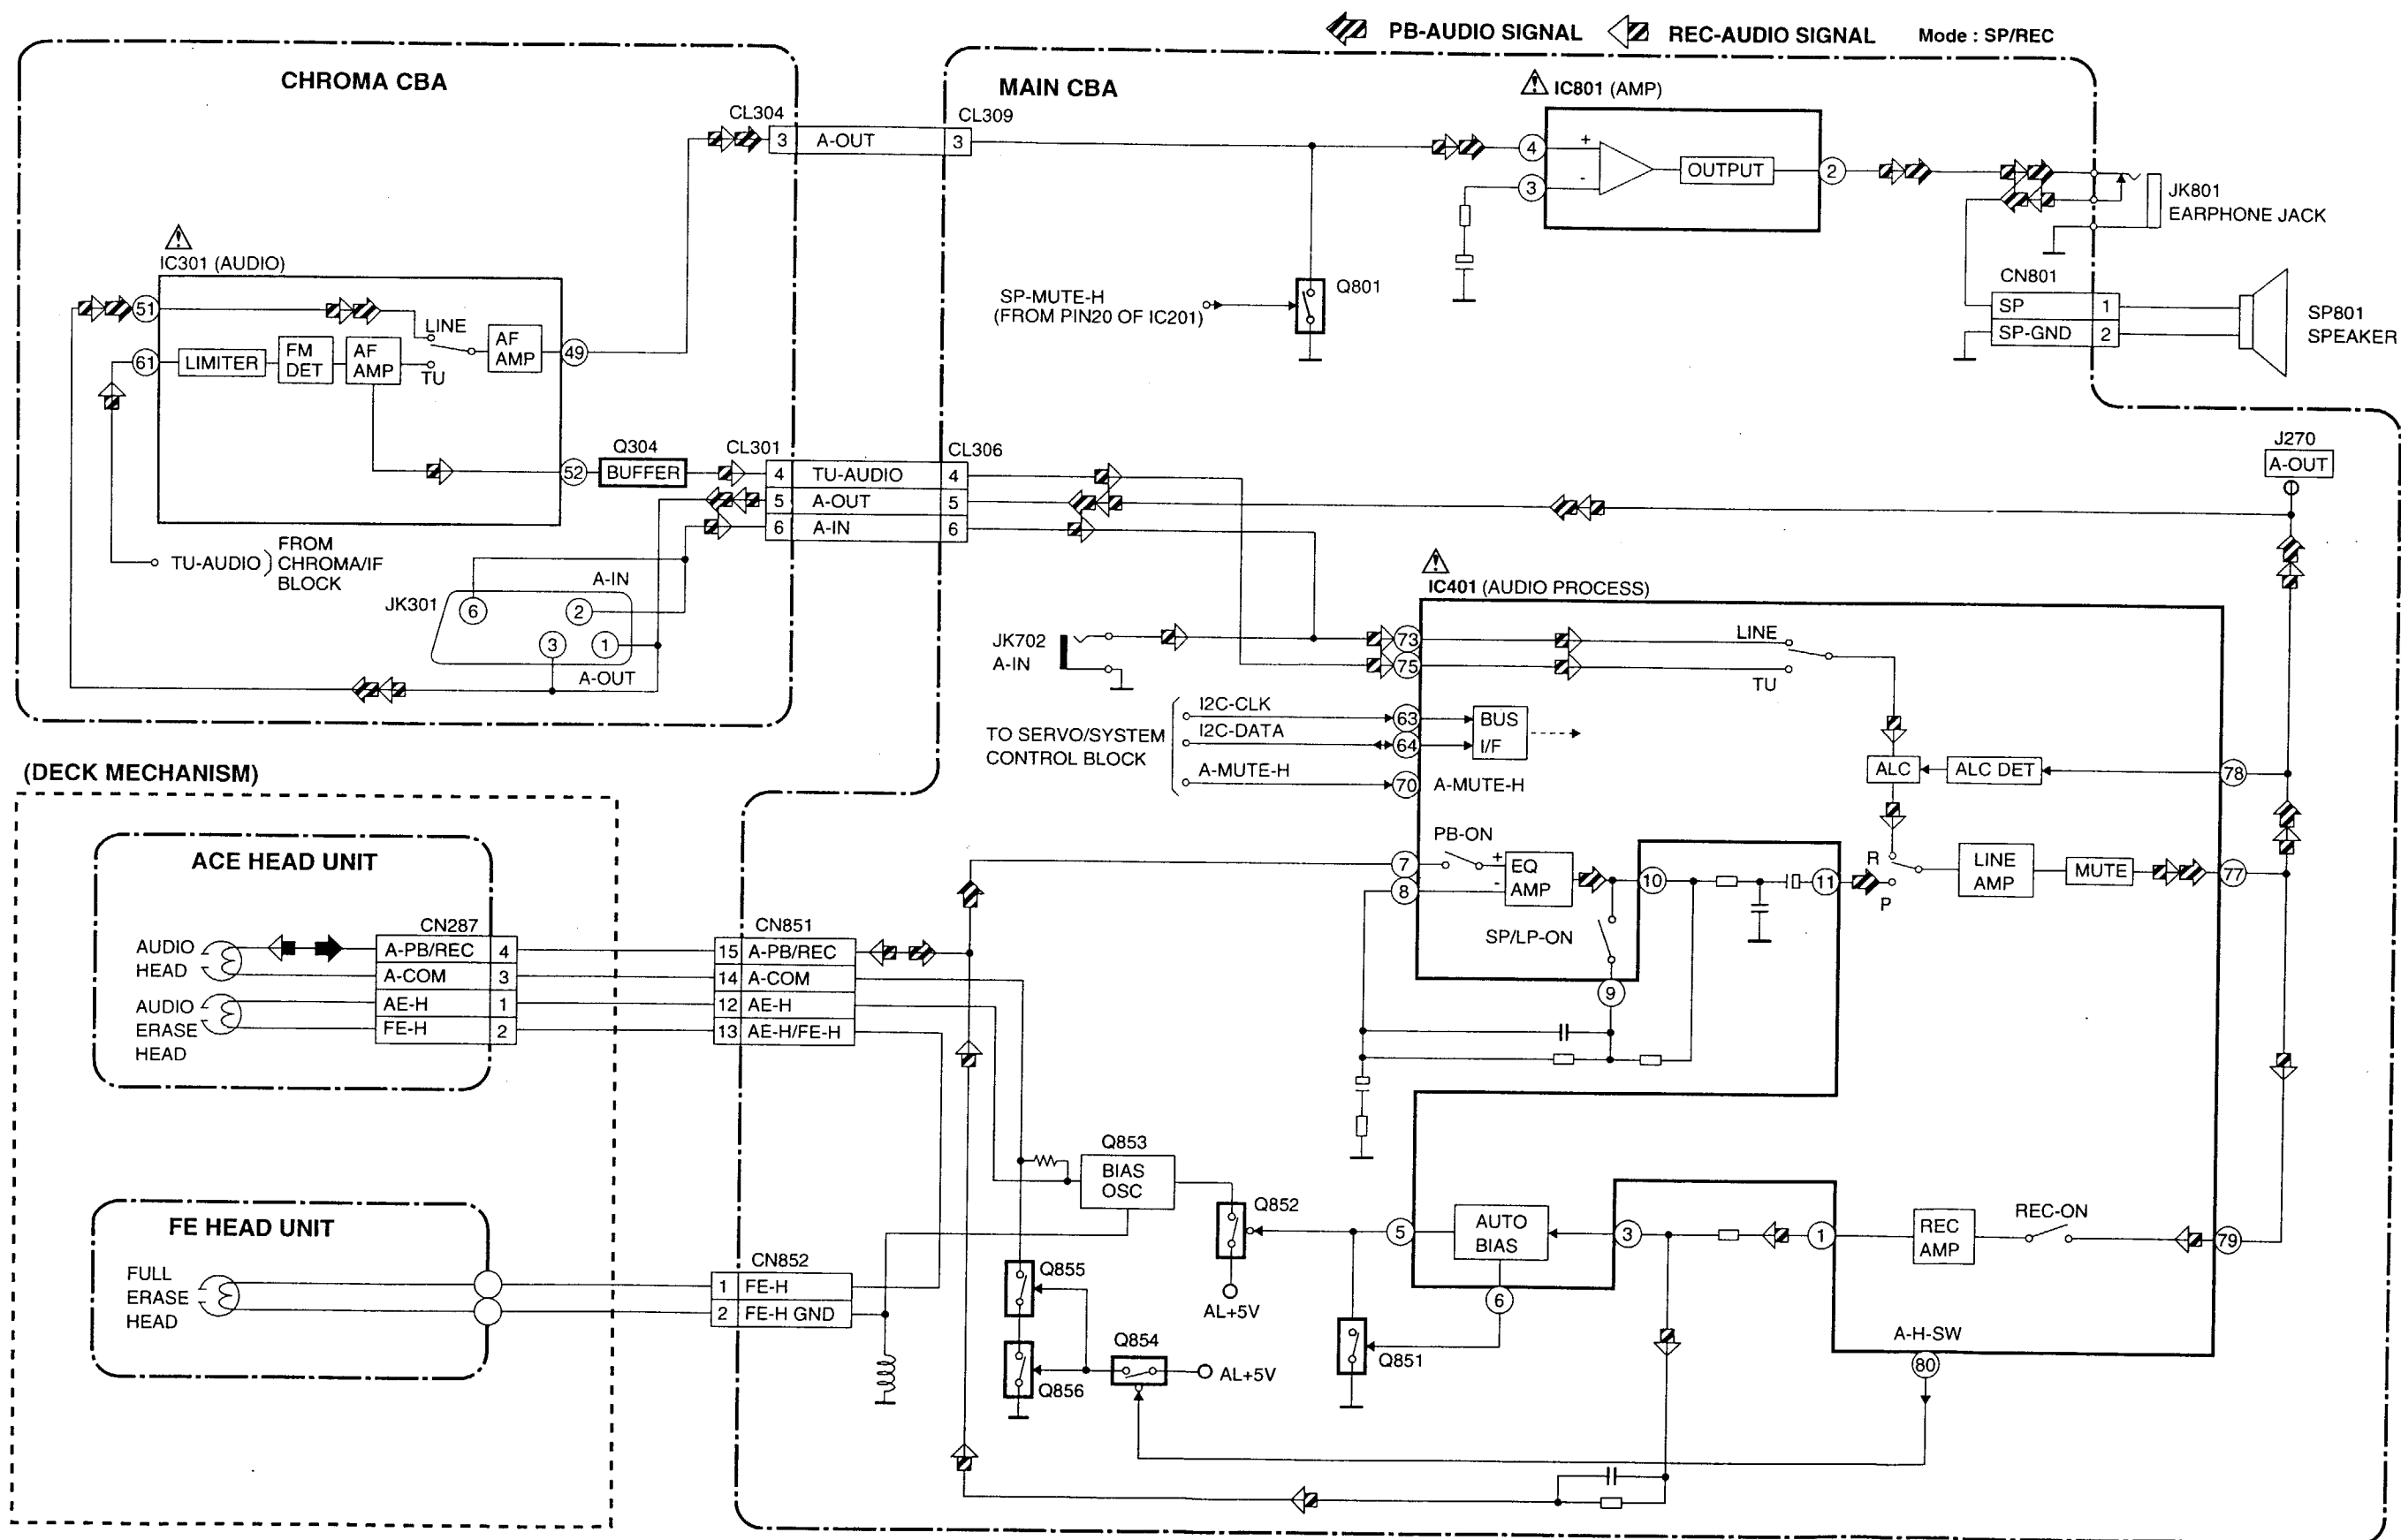 PB-AUDIO SIGNAL REC-AUDIO SIGNAL Mode : SP/REC
CHROMA CBA
MAIN CBA
IC801 (AMP)
CL304
CL309
3 A-OUT 3
4
+
3
-
OUTPUT
2
JK801
EARPHONE JACK
IC301 (AUDIO)
51
LINE
AF
AMP
49
61
LIMITER
FM
DET
AF
AMP
TU
SP-MUTE-H
(FROM PIN20 OF IC201)
Q801
CN801
SP 1
SP-GND 2
SP801
SPEAKER
52
Q304
BUFFER
CL301
CL306
4 TU-AUDIO 4
5 A-OUT 5
6 A-IN 6
J270
A-OUT
TU-AUDIO
FROM
CHROMA/IF
BLOCK
JK301
A-IN
6
2
3
1
A-OUT
IC401 (AUDIO PROCESS)
JK702
A-IN
73
75
LINE
TU
TO SERVO/SYSTEM
CONTROL BLOCK
I2C-CLK
63
I2C-DATA
64
BUS
I/F
A-MUTE-H
70
A-MUTE-H
ALC
ALC DET
78
(DECK MECHANISM)
ACE HEAD UNIT
PB-ON
7
8
+
-
EQ
AMP
10
11
R
P
LINE
AMP
MUTE
77
SP/LP-ON
9
CN287
CN851
AUDIO
HEAD
A-PB/REC 4
A-COM 3
AUDIO
ERASE
HEAD
AE-H 1
FE-H 2
15 A-PB/REC
14 A-COM
12 AE-H
13 AE-H/FE-H
Q853
BIAS
OSC
Q852
AL+5V
5
AUTO
BIAS
3
1
REC
AMP
REC-ON
79
6
FE HEAD UNIT
FULL
ERASE
HEAD
CN852
1 FE-H
2 FE-H GND
Q855
Q856
Q854
AL+5V
Q851
A-H-SW
80